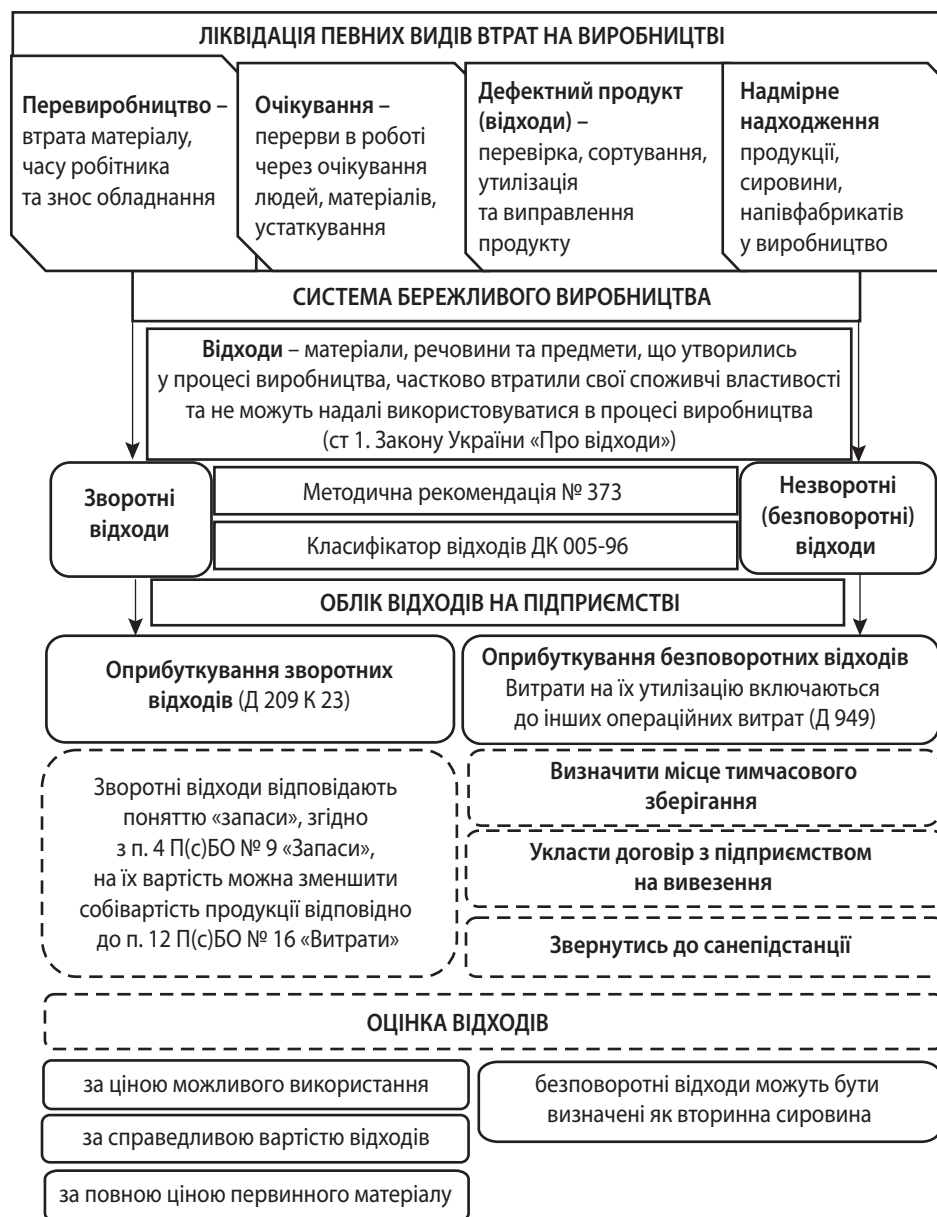 ЛІКВІДАЦІЯ ПЕВНИХ ВИДІВ ВТРАТ НА ВИРОБНИЦТВІ
Перевиробництво –
втрата матеріалу,
часу робітника
та знос обладнання
Очікування –
перерви в роботі
через очікування
людей, матеріалів,
устаткування
Дефектний продукт
(відходи) –
перевірка, сортування,
утилізація
та виправлення
продукту
Надмірне
надходження
продукції,
сировини,
напівфабрикатів
у виробництво
СИСТЕМА БЕРЕЖЛИВОГО ВИРОБНИЦТВА
Відходи – матеріали, речовини та предмети, що утворились
у процесі виробництва, частково втратили свої споживчі властивості
та не можуть надалі використовуватися в процесі виробництва
(ст 1. Закону України «Про відходи»)
Зворотні
відходи
Методична рекомендація № 373
Класифікатор відходів ДК 005-96
Незворотні
(безповоротні)
відходи
ОБЛІК ВІДХОДІВ НА ПІДПРИЄМСТВІ
Оприбуткування зворотних
відходів (Д 209 К 23)
Оприбуткування безповоротних відходів
Витрати на їх утилізацію включаються
до інших операційних витрат (Д 949)
Зворотні відходи відповідають
поняттю «запаси», згідно
з п. 4 П(с)БО № 9 «Запаси»,
на їх вартість можна зменшити
собівартість продукції відповідно
до п. 12 П(с)БО № 16 «Витрати»
Визначити місце тимчасового
зберігання
Укласти договір з підприємством
на вивезення
Звернутись до санепідстанції
ОЦІНКА ВІДХОДІВ
за ціною можливого використання
за справедливою вартістю відходів
за повною ціною первинного матеріалу
безповоротні відходи можуть бути
визначені як вторинна сировина